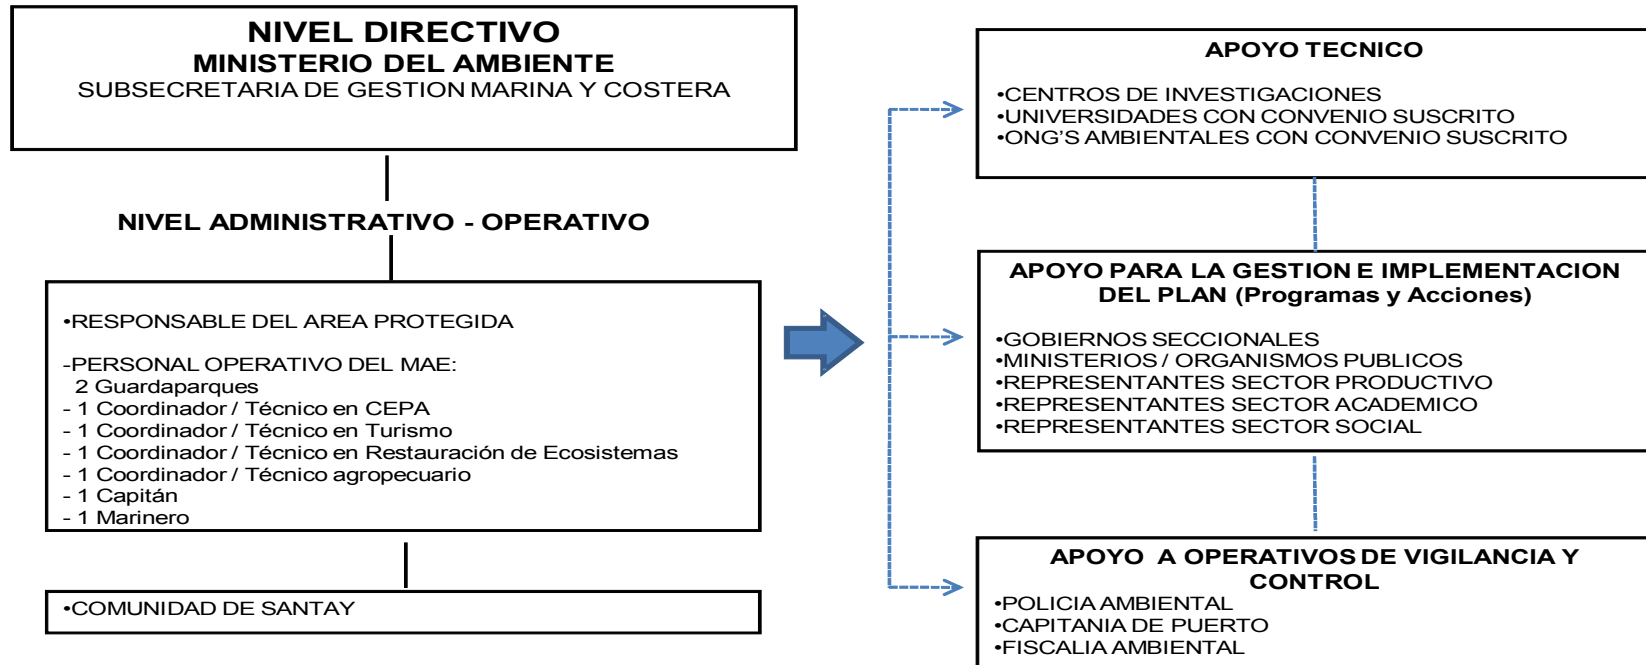 NIVEL DIRECTIVO
MINISTERIO DEL AMBIENTE
SUBSECRETARIA DE GESTION MARINA Y COSTERA
NIVEL ADMINISTRATIVO - OPERATIVO
•RESPONSABLE DEL AREA PROTEGIDA
-PERSONAL OPERATIVO DEL MAE:
2 Guardaparques
- 1 Coordinador / Técnico en CEPA
- 1 Coordinador / Técnico en Turismo
- 1 Coordinador / Técnico en Restauración de Ecosistemas
- 1 Coordinador / Técnico agropecuario
- 1 Capitán
- 1 Marinero
•COMUNIDAD DE SANTAY
APOYO TECNICO
•CENTROS DE INVESTIGACIONES
•UNIVERSIDADES CON CONVENIO SUSCRITO
•ONG'S AMBIENTALES CON CONVENIO SUSCRITO
APOYO PARA LA GESTION E IMPLEMENTACION
DEL PLAN (Programas y Acciones)
•GOBIERNOS SECCIONALES
•MINISTERIOS / ORGANISMOS PUBLICOS
•REPRESENTANTES SECTOR PRODUCTIVO
•REPRESENTANTES SECTOR ACADEMICO
•REPRESENTANTES SECTOR SOCIAL
APOYO A OPERATIVOS DE VIGILANCIA Y
CONTROL
•POLICIA AMBIENTAL
•CAPITANIA DE PUERTO
•FISCALIA AMBIENTAL